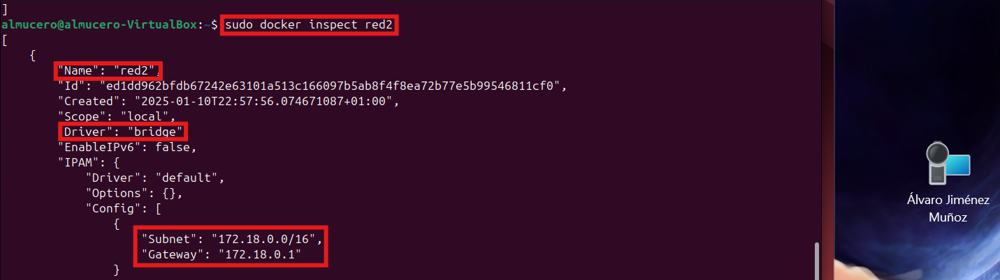 ]
almucero@almucero-VirtualBox:~$ sudo docker inspect red2
[
    {
        "Name": "red2",
        "Id": "ed1dd962bfdb67242e63101a513c166097b5ab8f4f8ea72b77e5b99546811cf0",
        "Created": "2025-01-10T22:57:56.074671087+01:00",
        "Scope": "local",
        "Driver": "bridge"
        "EnableIPv6": false,
        "IPAM": {
            "Driver": "default",
            "Options": {},
            "Config": [
                {
                    "Subnet": "172.18.0.0/16",
                    "Gateway": "172.18.0.1"
                }
Álvaro Jiménez
Muñoz